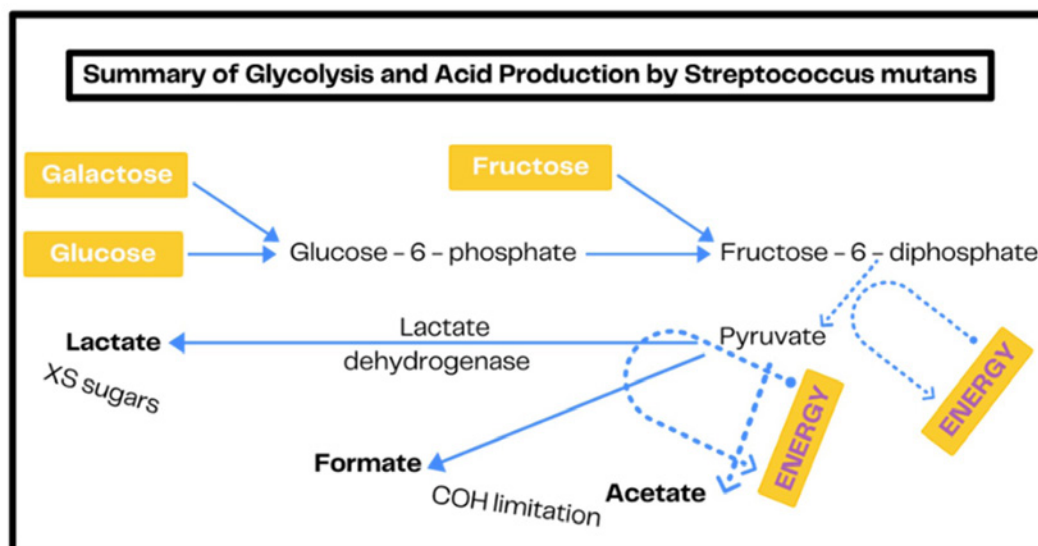 Summary of Glycolysis and Acid Production by Streptococcus mutans
Galactose
Fructose
Glucose
Glucose – 6 – phosphate
Fructose – 6 – diphosphate
Lactate
Lactate
dehydrogenase
Pyruvate
XS sugars
ENERGY
ENERGY
Formate
COH limitation
Acetate